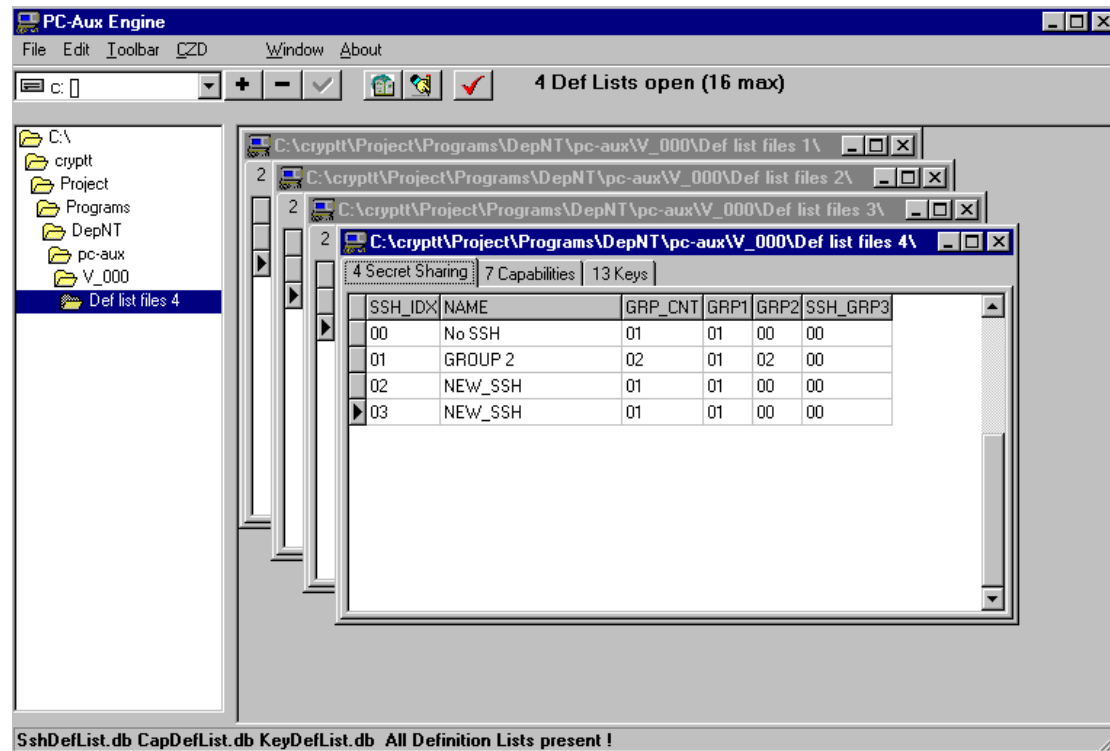 PC-Aux Engine
File Edit Toolbar CZD Window About
c: []
4 Def Lists open (16 max)
C:\
cryptt
Project
Programs
DepNT
pc-aux
V_000
Def list files 4
C:\cryptt\Project\Programs\DepNT\pc-aux\V_000\Def list files 1\
2
C:\cryptt\Project\Programs\DepNT\pc-aux\V_000\Def list files 2\
2
C:\cryptt\Project\Programs\DepNT\pc-aux\V_000\Def list files 3\
2
C:\cryptt\Project\Programs\DepNT\pc-aux\V_000\Def list files 4\
4 Secret Sharing 7 Capabilities 13 Keys
SSH_IDX NAME GRP_CNT GRP1 GRP2 SSH_GRP3
00 No SSH 01 01 00 00
01 GROUP 2 02 01 02 00
02 NEW_SSH 01 01 00 00
03 NEW_SSH 01 01 00 00
SshDefList.db CapDefList.db KeyDefList.db All Definition Lists present !